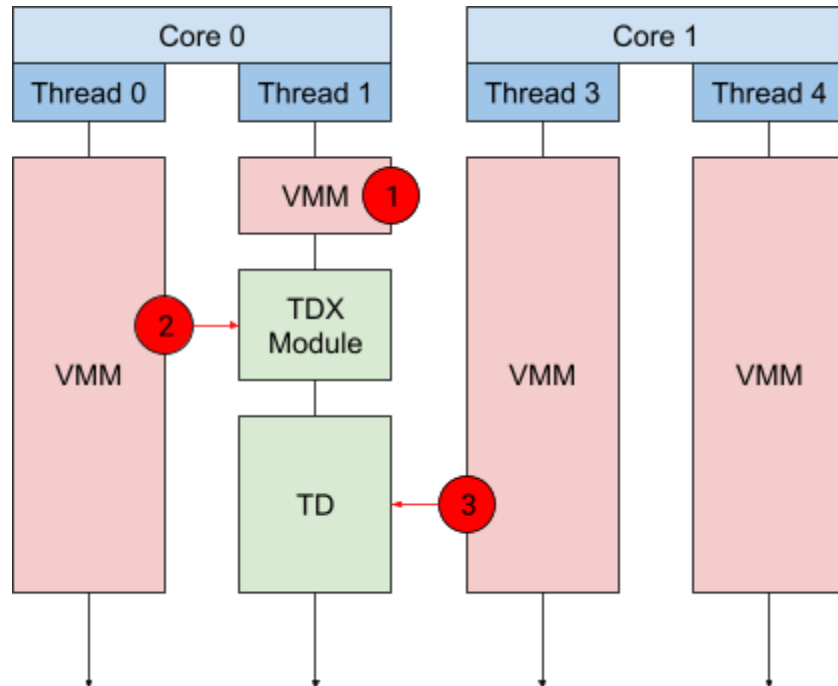 Core 0
Core 1
Thread 0
Thread 1
Thread 3
Thread 4
VMM
1
TDX
Module
2
VMM
VMM
VMM
TD
3